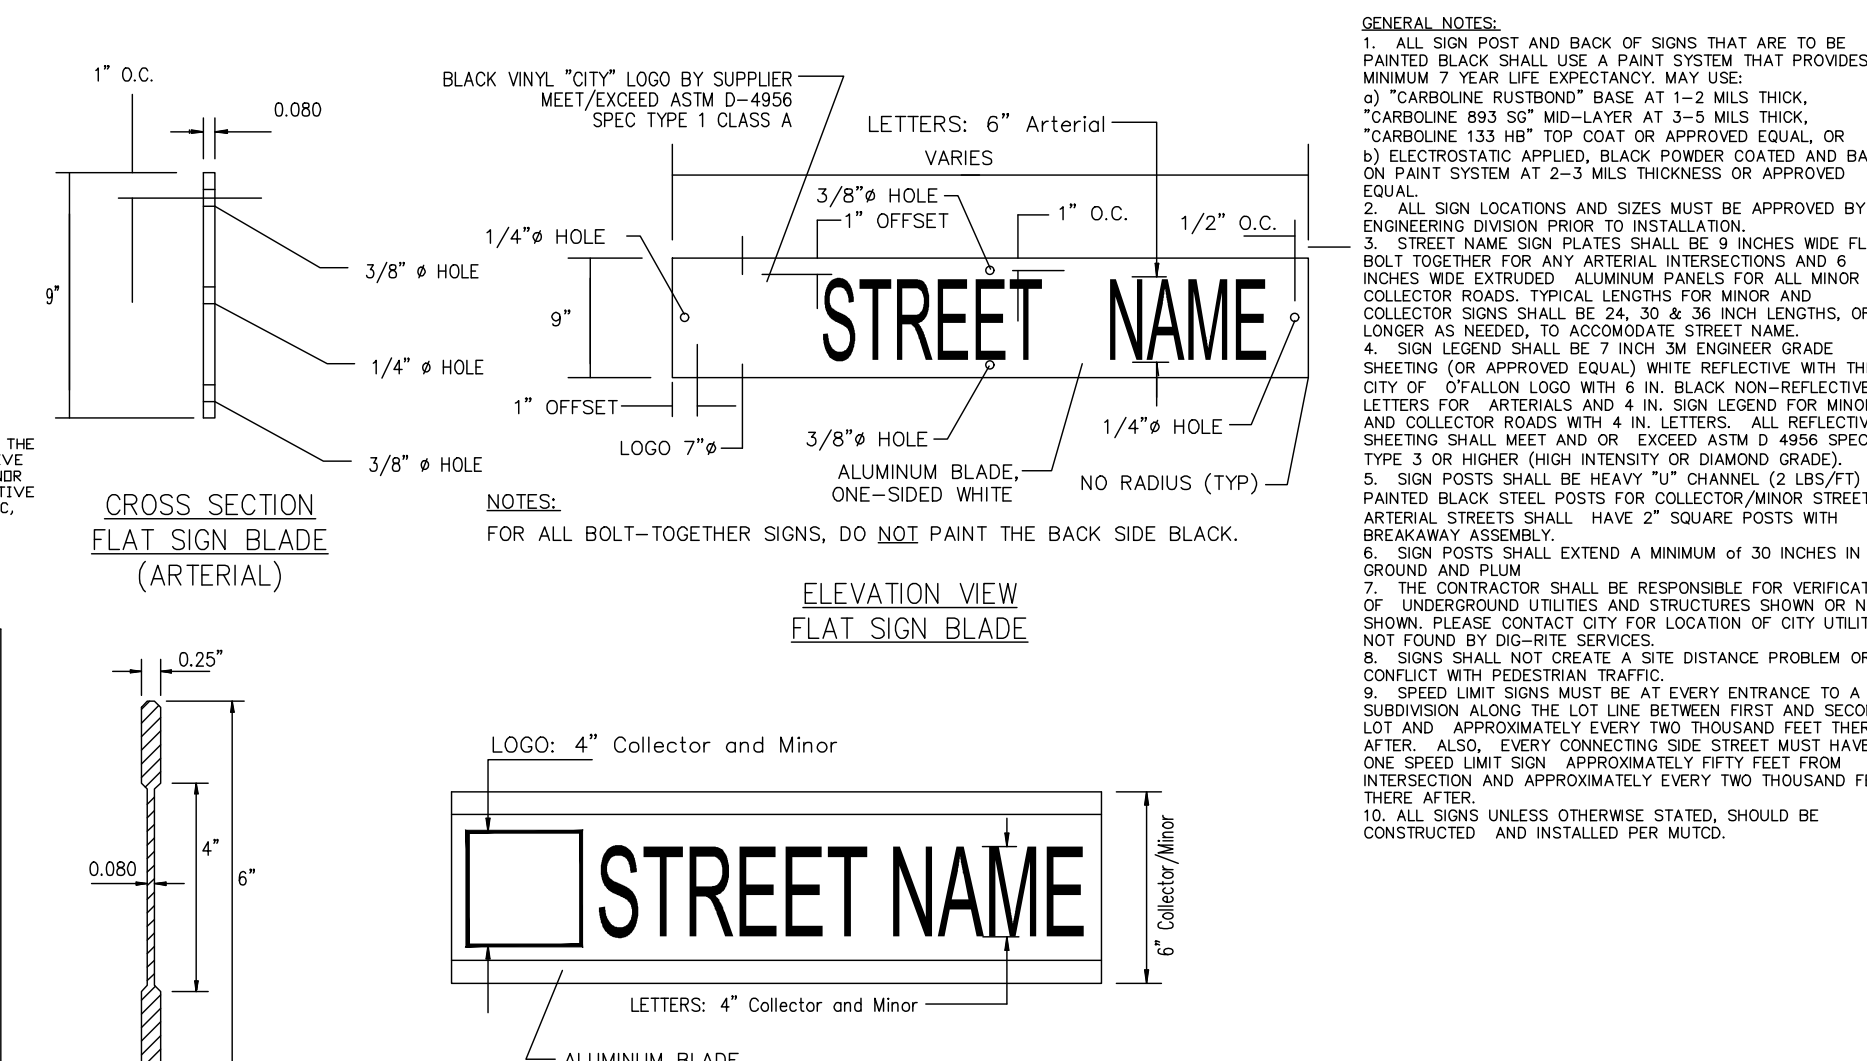 1" O.C.
0.080
9"
3/8" ø HOLE
1/4" ø HOLE
3/8" ø HOLE
THE
VE
NOR
TIVE
C,
CROSS SECTION
FLAT SIGN BLADE
(ARTERIAL)
BLACK VINYL "CITY" LOGO BY SUPPLIER
MEET/EXCEED ASTM D-4956
SPEC TYPE 1 CLASS A
LETTERS: 6" Arterial
VARIES
3/8"ø HOLE
1" OFFSET
1" O.C.
1/2" O.C.
1/4"ø HOLE
9"
STREET NAME
1" OFFSET
LOGO 7"ø
3/8"ø HOLE
1/4"ø HOLE
ALUMINUM BLADE,
ONE-SIDED WHITE
NO RADIUS (TYP)
NOTES:
FOR ALL BOLT-TOGETHER SIGNS, DO NOT PAINT THE BACK SIDE BLACK.
ELEVATION VIEW
FLAT SIGN BLADE
0.25"
4"
0.080
6"
LOGO: 4" Collector and Minor
STREET NAME
6" Collector/Minor
LETTERS: 4" Collector and Minor
ALUMINUM BLADE
GENERAL NOTES:
1. ALL SIGN POST AND BACK OF SIGNS THAT ARE TO BE
PAINTED BLACK SHALL USE A PAINT SYSTEM THAT PROVIDES
MINIMUM 7 YEAR LIFE EXPECTANCY. MAY USE:
a) "CARBOLINE RUSTBOND" BASE AT 1-2 MILS THICK,
"CARBOLINE 893 SG" MID-LAYER AT 3-5 MILS THICK,
"CARBOLINE 133 HB" TOP COAT OR APPROVED EQUAL, OR
b) ELECTROSTATIC APPLIED, BLACK POWDER COATED AND BA
ON PAINT SYSTEM AT 2-3 MILS THICKNESS OR APPROVED
EQUAL.
2. ALL SIGN LOCATIONS AND SIZES MUST BE APPROVED BY
ENGINEERING DIVISION PRIOR TO INSTALLATION.
3. STREET NAME SIGN PLATES SHALL BE 9 INCHES WIDE FL
BOLT TOGETHER FOR ANY ARTERIAL INTERSECTIONS AND 6
INCHES WIDE EXTRUDED ALUMINUM PANELS FOR ALL MINOR
COLLECTOR ROADS. TYPICAL LENGTHS FOR MINOR AND
COLLECTOR SIGNS SHALL BE 24, 30 & 36 INCH LENGTHS, OR
LONGER AS NEEDED, TO ACCOMODATE STREET NAME.
4. SIGN LEGEND SHALL BE 7 INCH 3M ENGINEER GRADE
SHEETING (OR APPROVED EQUAL) WHITE REFLECTIVE WITH TH
CITY OF O'FALLON LOGO WITH 6 IN. BLACK NON-REFLECTIVE
LETTERS FOR ARTERIALS AND 4 IN. SIGN LEGEND FOR MINOR
AND COLLECTOR ROADS WITH 4 IN. LETTERS. ALL REFLECTIV
SHEETING SHALL MEET AND OR EXCEED ASTM D 4956 SPEC
TYPE 3 OR HIGHER (HIGH INTENSITY OR DIAMOND GRADE).
5. SIGN POSTS SHALL BE HEAVY "U" CHANNEL (2 LBS/FT)
PAINTED BLACK STEEL POSTS FOR COLLECTOR/MINOR STREET
ARTERIAL STREETS SHALL HAVE 2" SQUARE POSTS WITH
BREAKAWAY ASSEMBLY.
6. SIGN POSTS SHALL EXTEND A MINIMUM of 30 INCHES IN
GROUND AND PLUM
7. THE CONTRACTOR SHALL BE RESPONSIBLE FOR VERIFICAT
OF UNDERGROUND UTILITIES AND STRUCTURES SHOWN OR N
SHOWN. PLEASE CONTACT CITY FOR LOCATION OF CITY UTILIT
NOT FOUND BY DIG-RITE SERVICES.
8. SIGNS SHALL NOT CREATE A SITE DISTANCE PROBLEM OR
CONFLICT WITH PEDESTRIAN TRAFFIC.
9. SPEED LIMIT SIGNS MUST BE AT EVERY ENTRANCE TO A
SUBDIVISION ALONG THE LOT LINE BETWEEN FIRST AND SECO
LOT AND APPROXIMATELY EVERY TWO THOUSAND FEET THER
AFTER. ALSO, EVERY CONNECTING SIDE STREET MUST HAVE
ONE SPEED LIMIT SIGN APPROXIMATELY FIFTY FEET FROM
INTERSECTION AND APPROXIMATELY EVERY TWO THOUSAND FE
THERE AFTER.
10. ALL SIGNS UNLESS OTHERWISE STATED, SHOULD BE
CONSTRUCTED AND INSTALLED PER MUTCD.